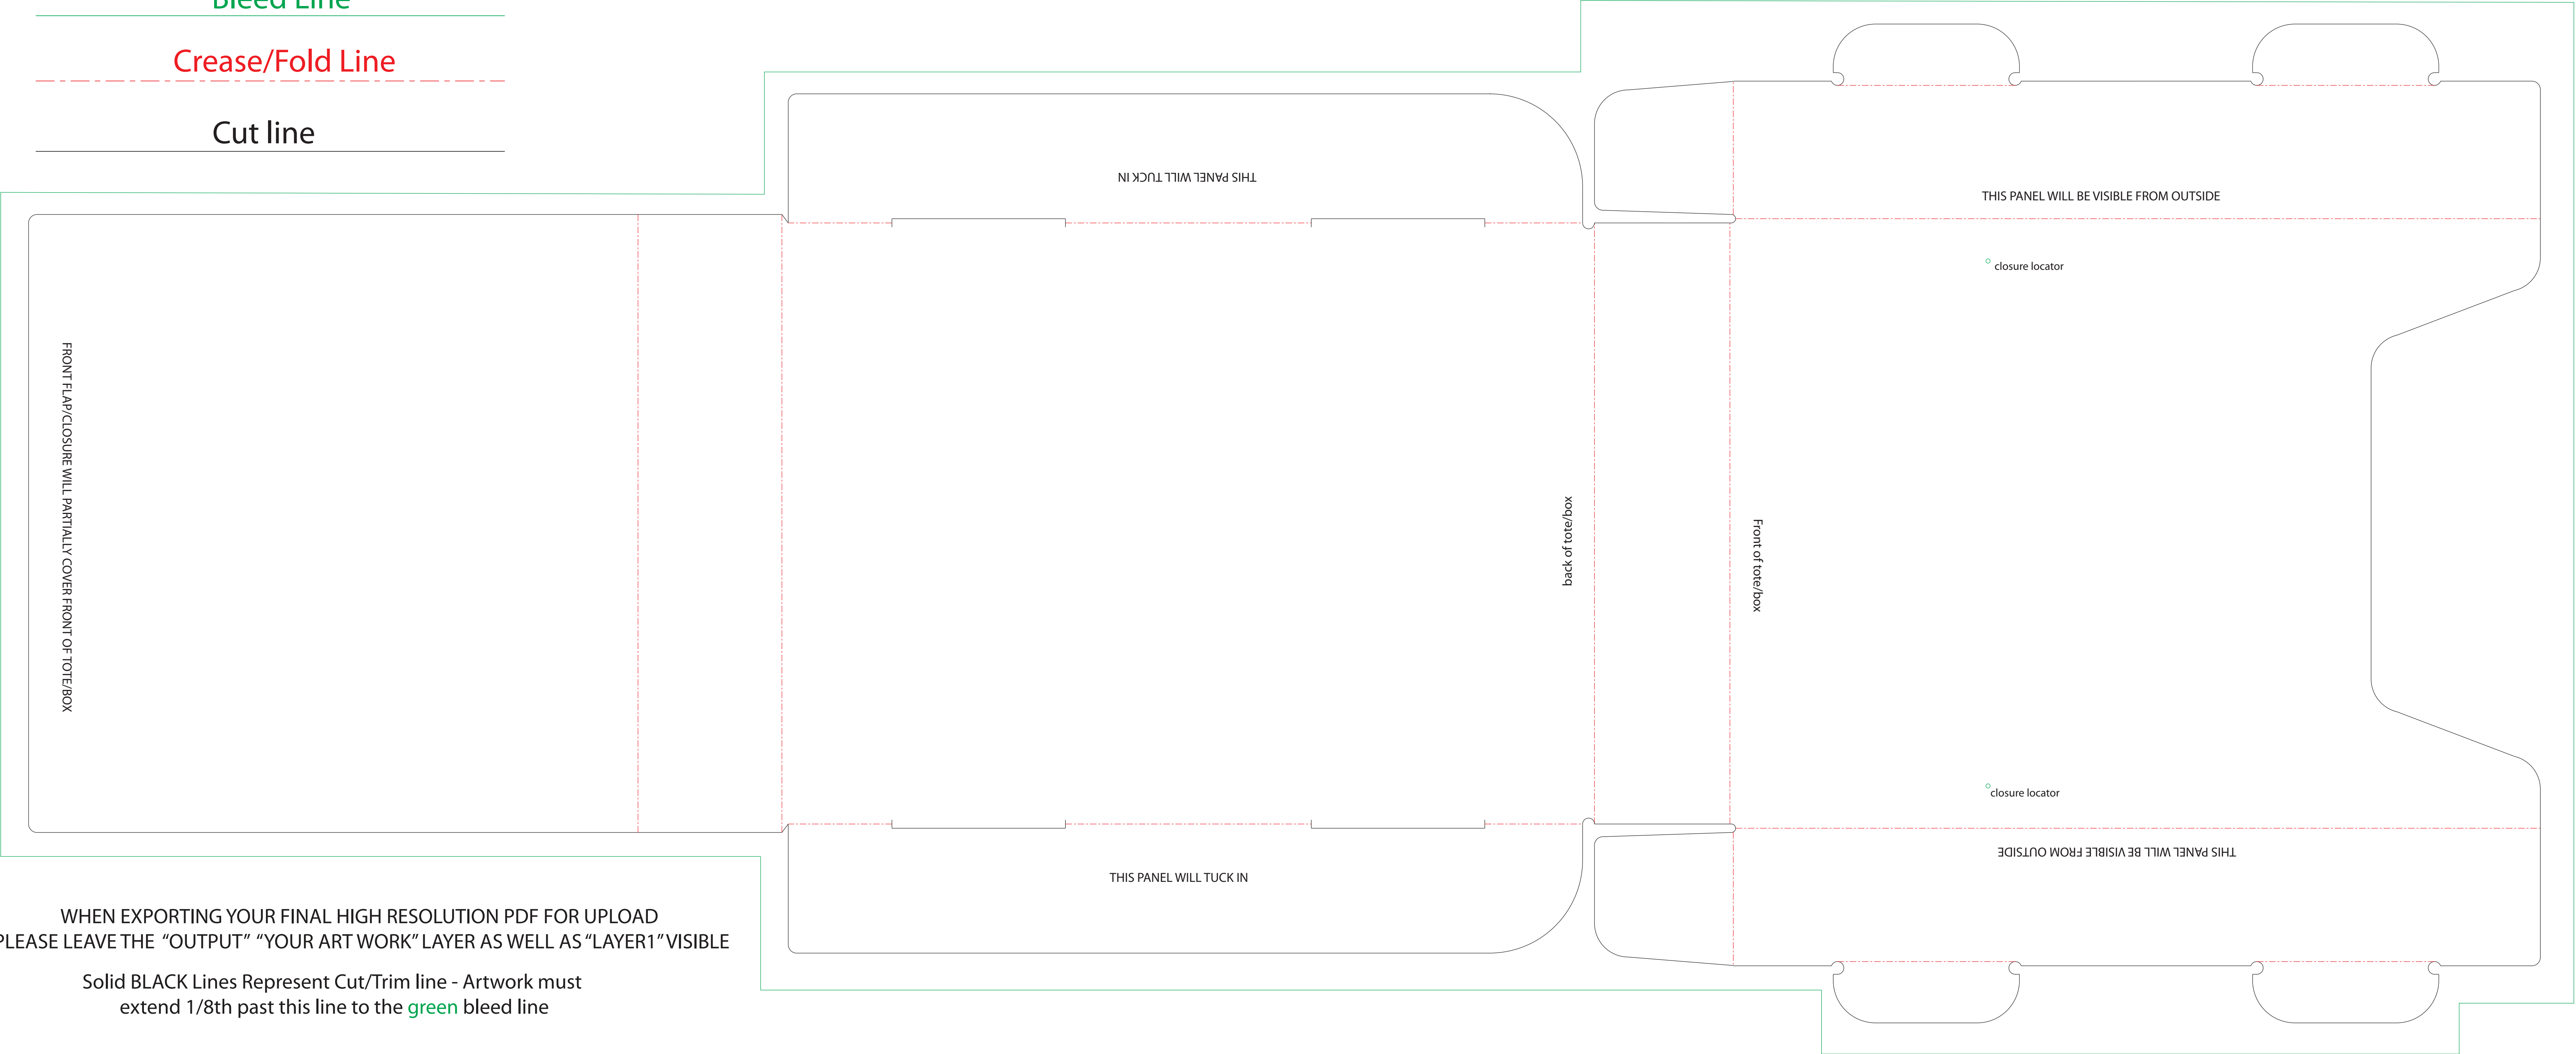 Bleed Line
Crease/Fold Line
Cut line
THIS PANEL WILL TUCK IN
THIS PANEL WILL BE VISIBLE FROM OUTSIDE
closure locator
FRONT FLAP/CLOSURE WILL PARTIALLY COVER FRONT OF TOTE/BOX
back of tote/box
Front of tote/box
closure locator
THIS PANEL WILL BE VISIBLE FROM OUTSIDE
THIS PANEL WILL TUCK IN
WHEN EXPORTING YOUR FINAL HIGH RESOLUTION PDF FOR UPLOAD
PLEASE LEAVE THE “OUTPUT” “YOUR ART WORK” LAYER AS WELL AS “LAYER1” VISIBLE
Solid BLACK Lines Represent Cut/Trim line - Artwork must
extend 1/8th past this line to the green bleed line